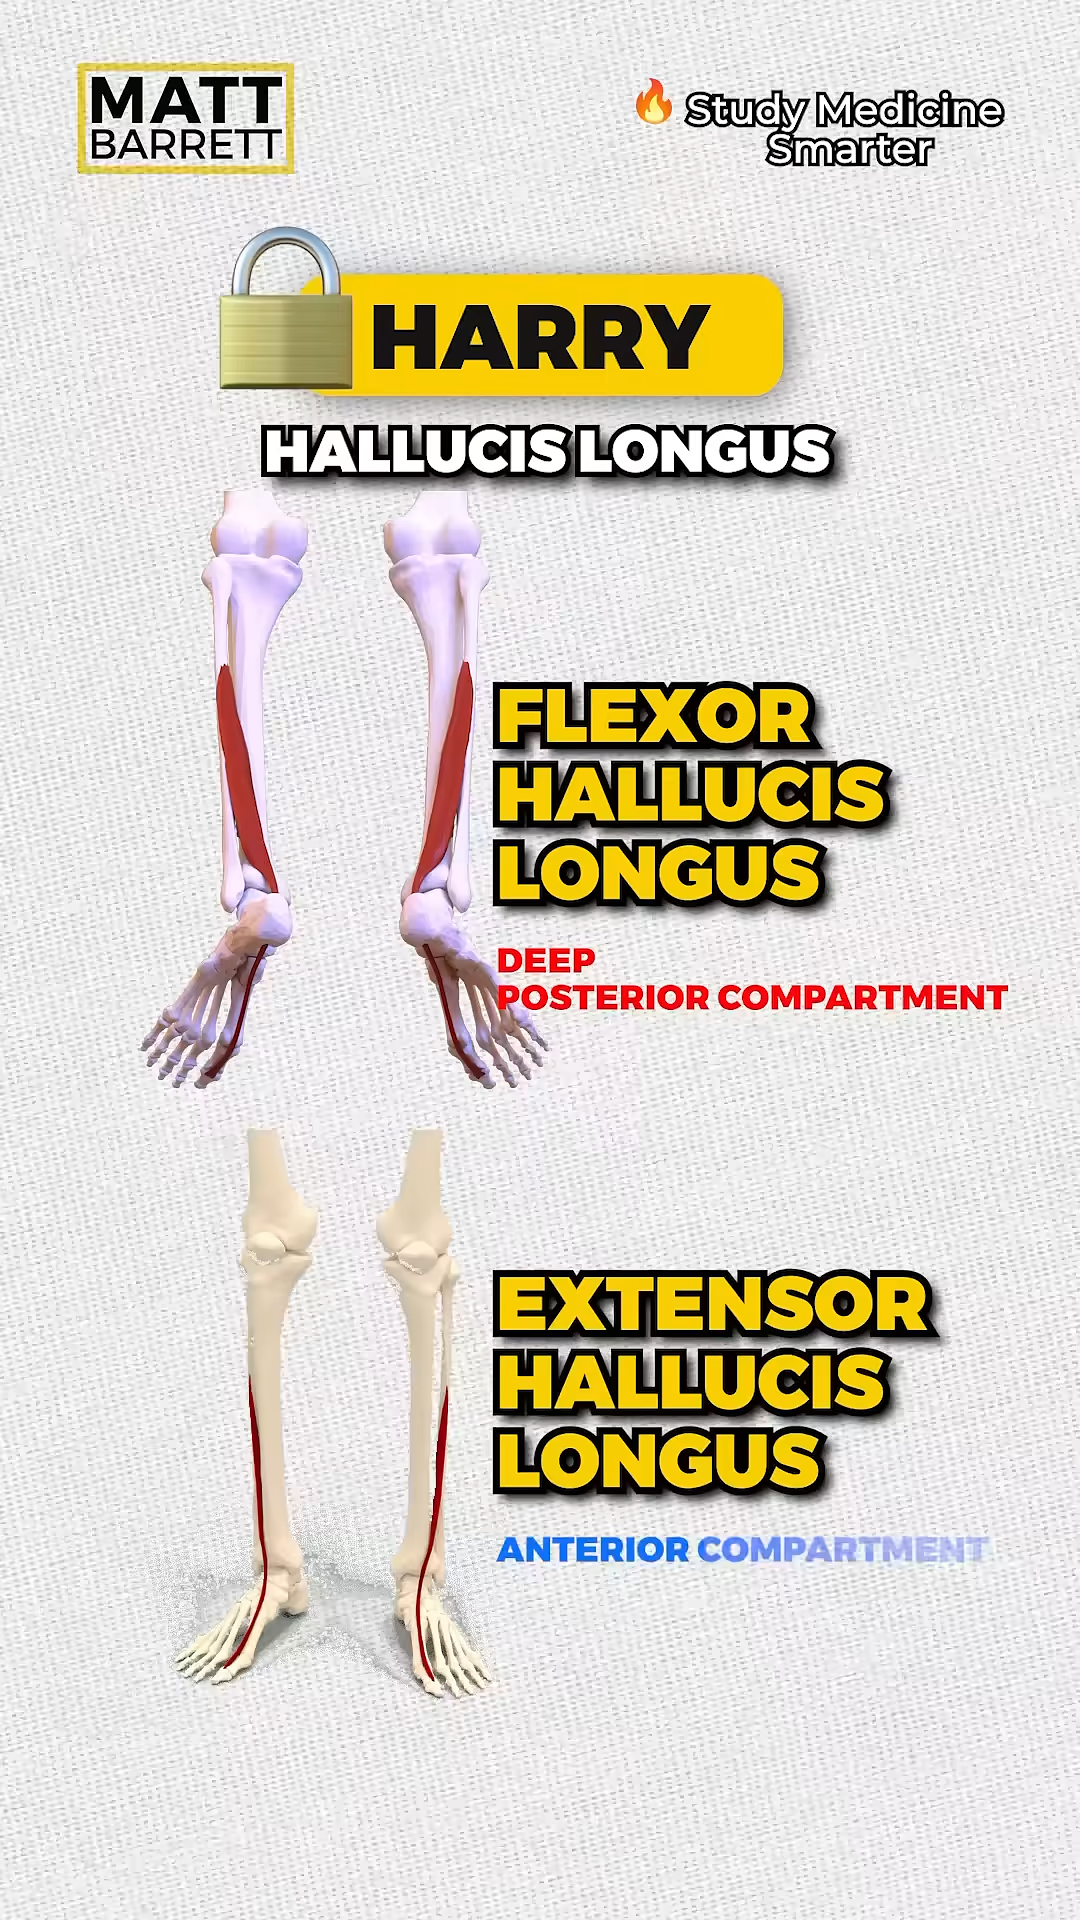 MATT
BARRETT
Study Medicine
Smarter
HARRY
HALLUCIS LONGUS
FLEXOR
HALLUCIS
LONGUS
DEEP
POSTERIOR COMPARTMENT
EXTENSOR
HALLUCIS
LONGUS
ANTERIOR COMPARTMENT